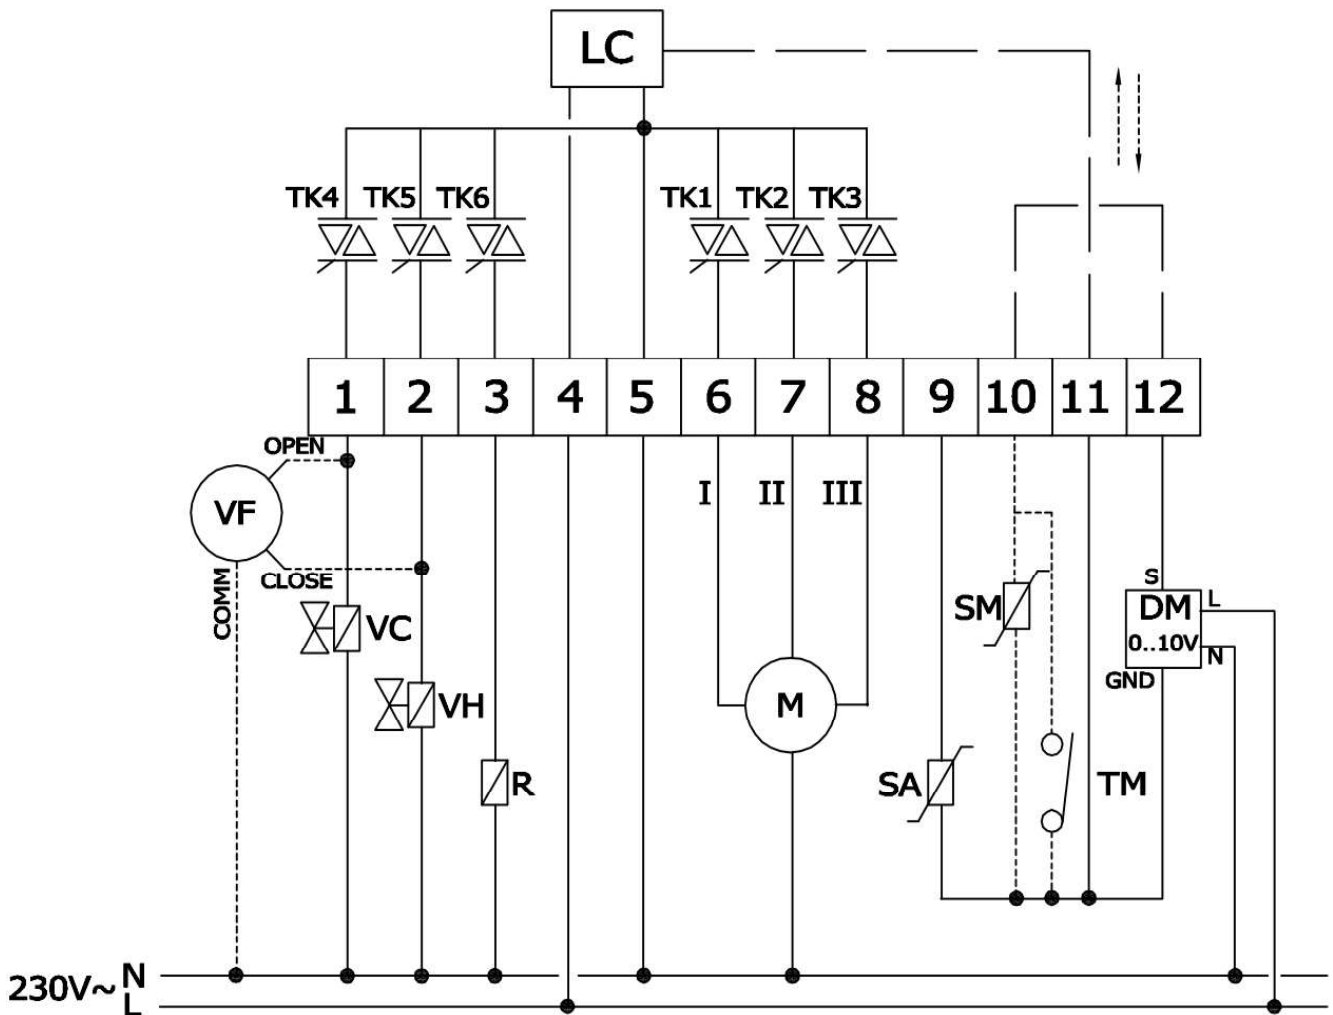 LC
TK4 TK5 TK6 TK1 TK2 TK3
1 2 3 4 5 6 7 8 9 10 11 12
OPEN
I II III
VF
S
CLOSE
COMM
SM
DM
L
VC
0..10V
N
GND
VH
M
R
SA
TM
230V~ N
L